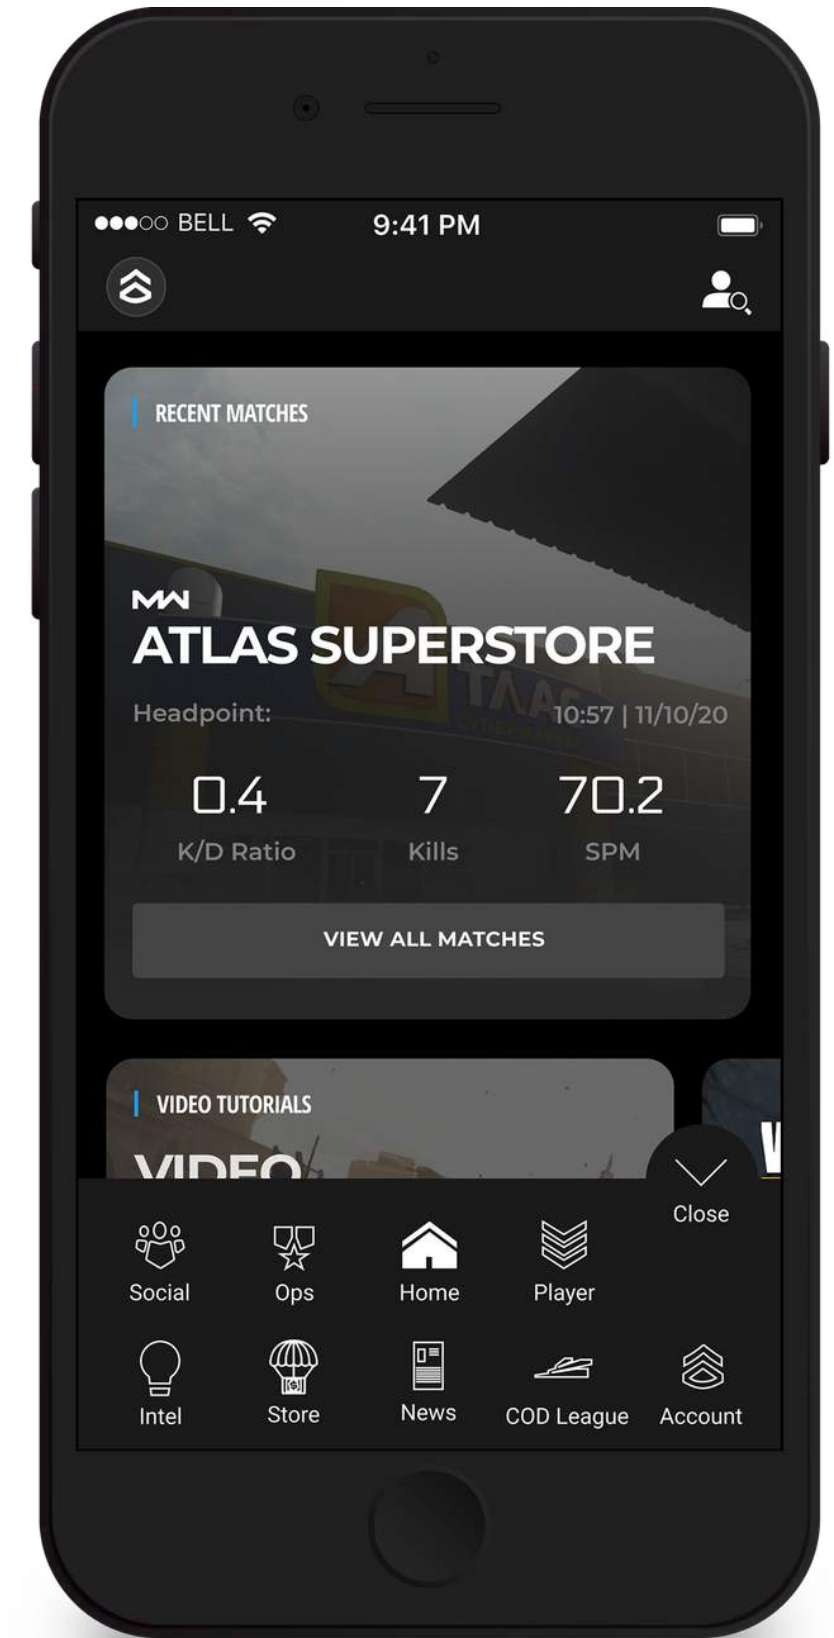 BELL 9:41 PM
RECENT MATCHES
MW
ATLAS SUPERSTORE
Headpoint: 10:57 | 11/10/20
0.4 7 70.2
K/D Ratio Kills SPM
VIEW ALL MATCHES
VIDEO TUTORIALS
VIDEO
Close
Social Ops Home Player
Intel Store News COD League Account